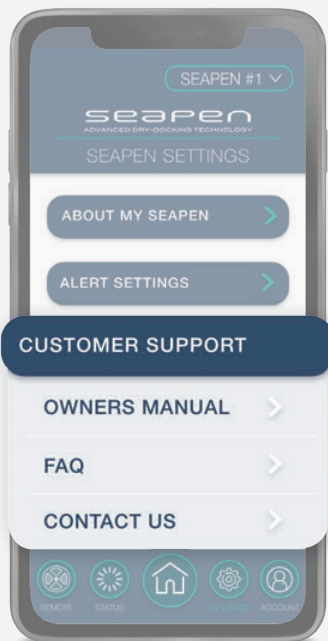 SEAPEN #1
seapen
ADVANCED DRY-DOCKING TECHNOLOGY
SEAPEN SETTINGS
ABOUT MY SEAPEN
ALERT SETTINGS
CUSTOMER SUPPORT
OWNERS MANUAL
FAQ
CONTACT US
REMOTE STATUS SETTINGS ACCOUNT